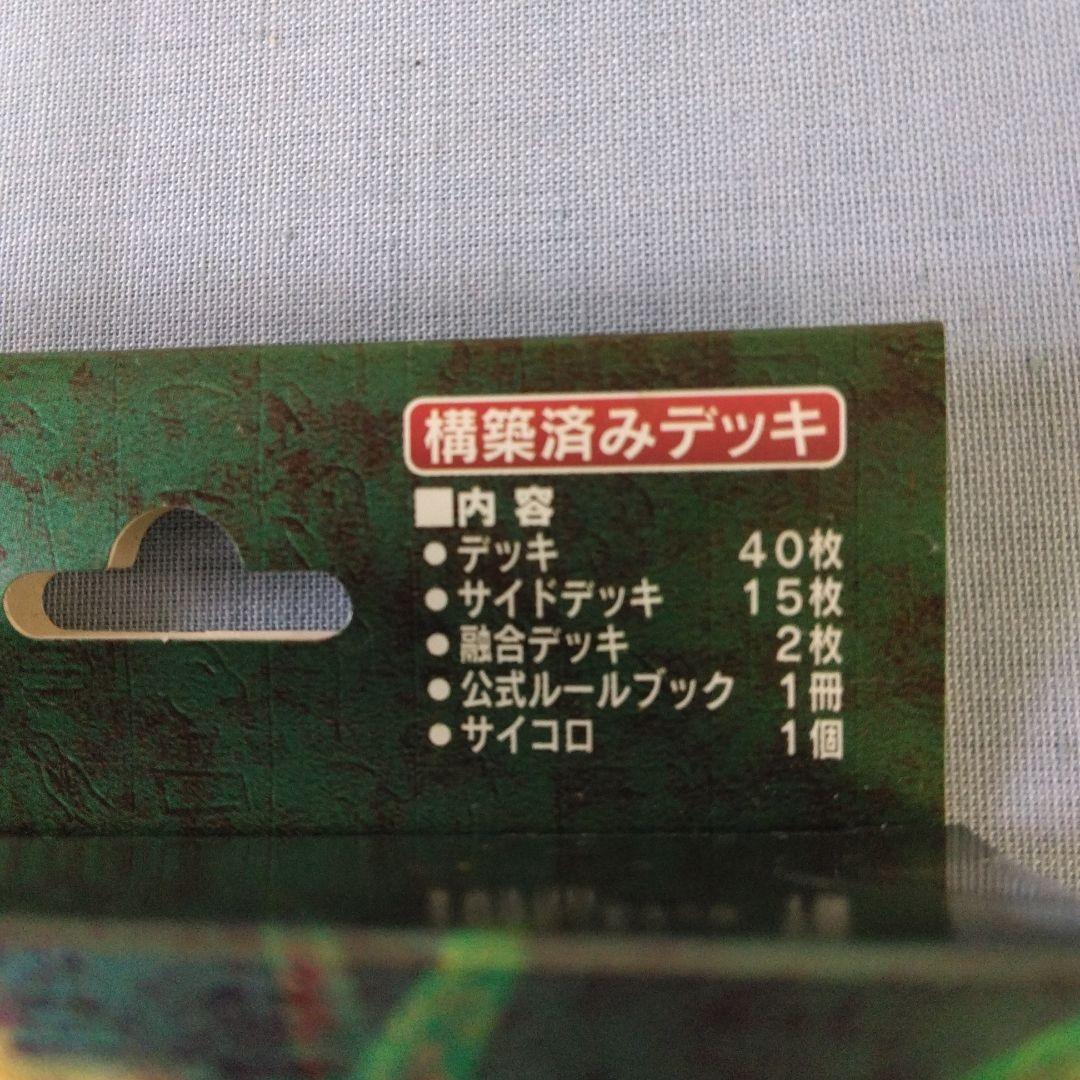 構築済みデッキ
■内容
●デッキ 40枚
●サイドデッキ 15枚
●融合デッキ 2枚
●公式ルールブック 1冊
●サイコロ 1個